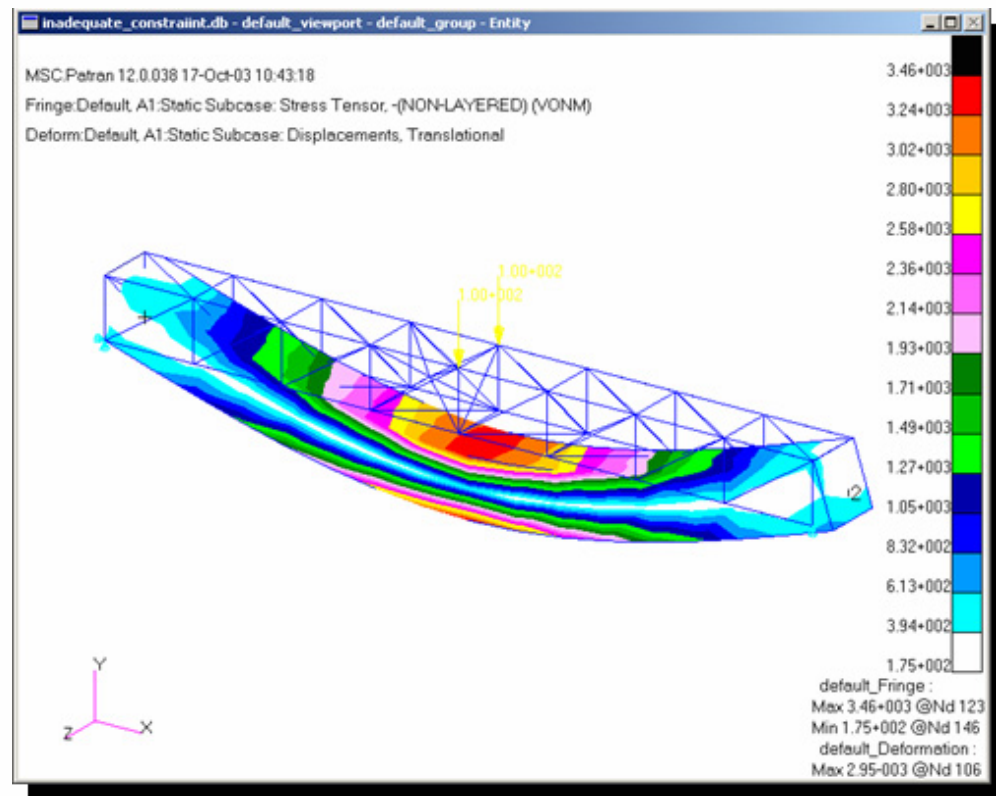 inadequate_constraiint.db - default_viewport - default_group - Entity
MSC.Patran 12.0.038 17-Oct-03 10:43:18
Fringe:Default, A1:Static Subcase: Stress Tensor, -(NON-LAYERED) (VONM)
Deform:Default, A1:Static Subcase: Displacements, Translational
3.46+003
3.24+003
3.02+003
2.80+003
2.58+003
2.36+003
2.14+003
1.93+003
1.71+003
1.49+003
1.27+003
1.05+003
8.32+002
6.13+002
3.94+002
1.75+002
1.00+002
1.00+002
Y
Z
X
default_Fringe :
Max 3.46+003 @Nd 123
Min 1.75+002 @Nd 146
default_Deformation :
Max 2.95-003 @Nd 106